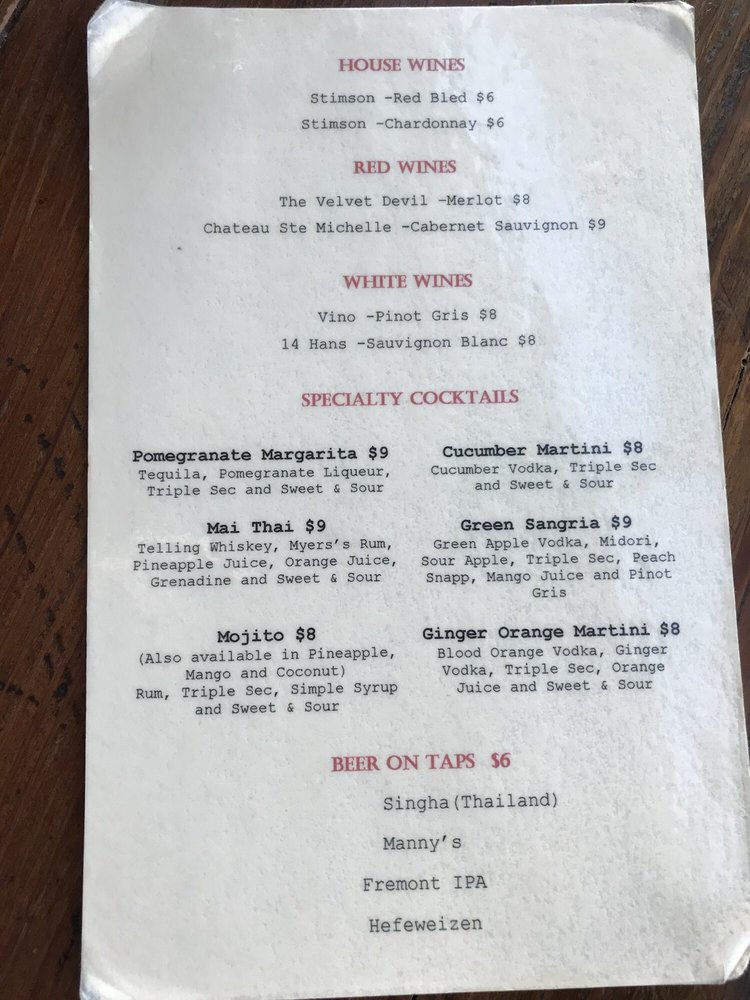 HOUSE WINES
Stimson -Red Bled $6
Stimson -Chardonnay $6
RED WINES
The Velvet Devil -Merlot $8
Chateau Ste Michelle -Cabernet Sauvignon $9
WHITE WINES
Vino -Pinot Gris $8
14 Hans -Sauvignon Blanc $8
SPECIALTY COCKTAILS
Pomegranate Margarita $9
Tequila, Pomegranate Liqueur,
Triple Sec and Sweet & Sour
Cucumber Martini $8
Cucumber Vodka, Triple Sec
and Sweet & Sour
Mai Thai $9
Telling Whiskey, Myers's Rum,
Pineapple Juice, Orange Juice,
Grenadine and Sweet & Sour
Green Sangria $9
Green Apple Vodka, Midori,
Sour Apple, Triple Sec, Peach
Snapp, Mango Juice and Pinot
Gris
Mojito $8
(Also available in Pineapple,
Mango and Coconut)
Rum, Triple Sec, Simple Syrup
and Sweet & Sour
Ginger Orange Martini $8
Blood Orange Vodka, Ginger
Vodka, Triple Sec, Orange
Juice and Sweet & Sour
BEER ON TAPS $6
Singha(Thailand)
Manny's
Fremont IPA
Hefeweizen